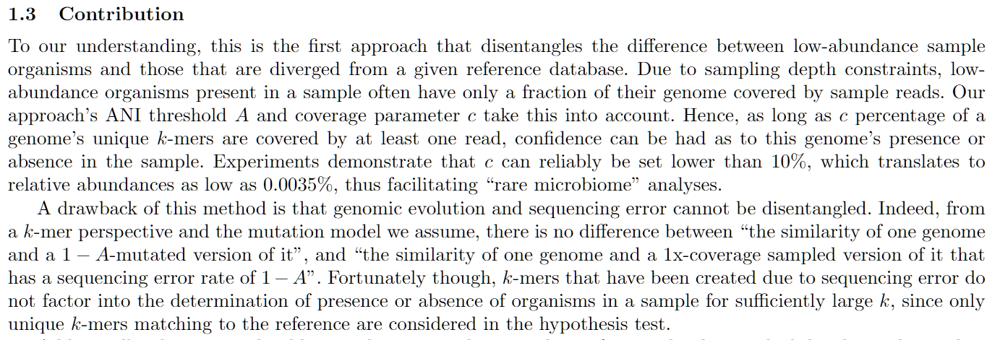 1.3 Contribution
To our understanding, this is the first approach that disentangles the difference between low-abundance sample
organisms and those that are diverged from a given reference database. Due to sampling depth constraints, low-
abundance organisms present in a sample often have only a fraction of their genome covered by sample reads. Our
approach's ANI threshold A and coverage parameter c take this into account. Hence, as long as c percentage of a
genome's unique k-mers are covered by at least one read, confidence can be had as to this genome's presence or
absence in the sample. Experiments demonstrate that c can reliably be set lower than 10%, which translates to
relative abundances as low as 0.0035%, thus facilitating “rare microbiome” analyses.
A drawback of this method is that genomic evolution and sequencing error cannot be disentangled. Indeed, from
a k-mer perspective and the mutation model we assume, there is no difference between “the similarity of one genome
and a 1 − A-mutated version of it”, and “the similarity of one genome and a 1x-coverage sampled version of it that
has a sequencing error rate of 1 − A”. Fortunately though, k-mers that have been created due to sequencing error do
not factor into the determination of presence or absence of organisms in a sample for sufficiently large k, since only
unique k-mers matching to the reference are considered in the hypothesis test.